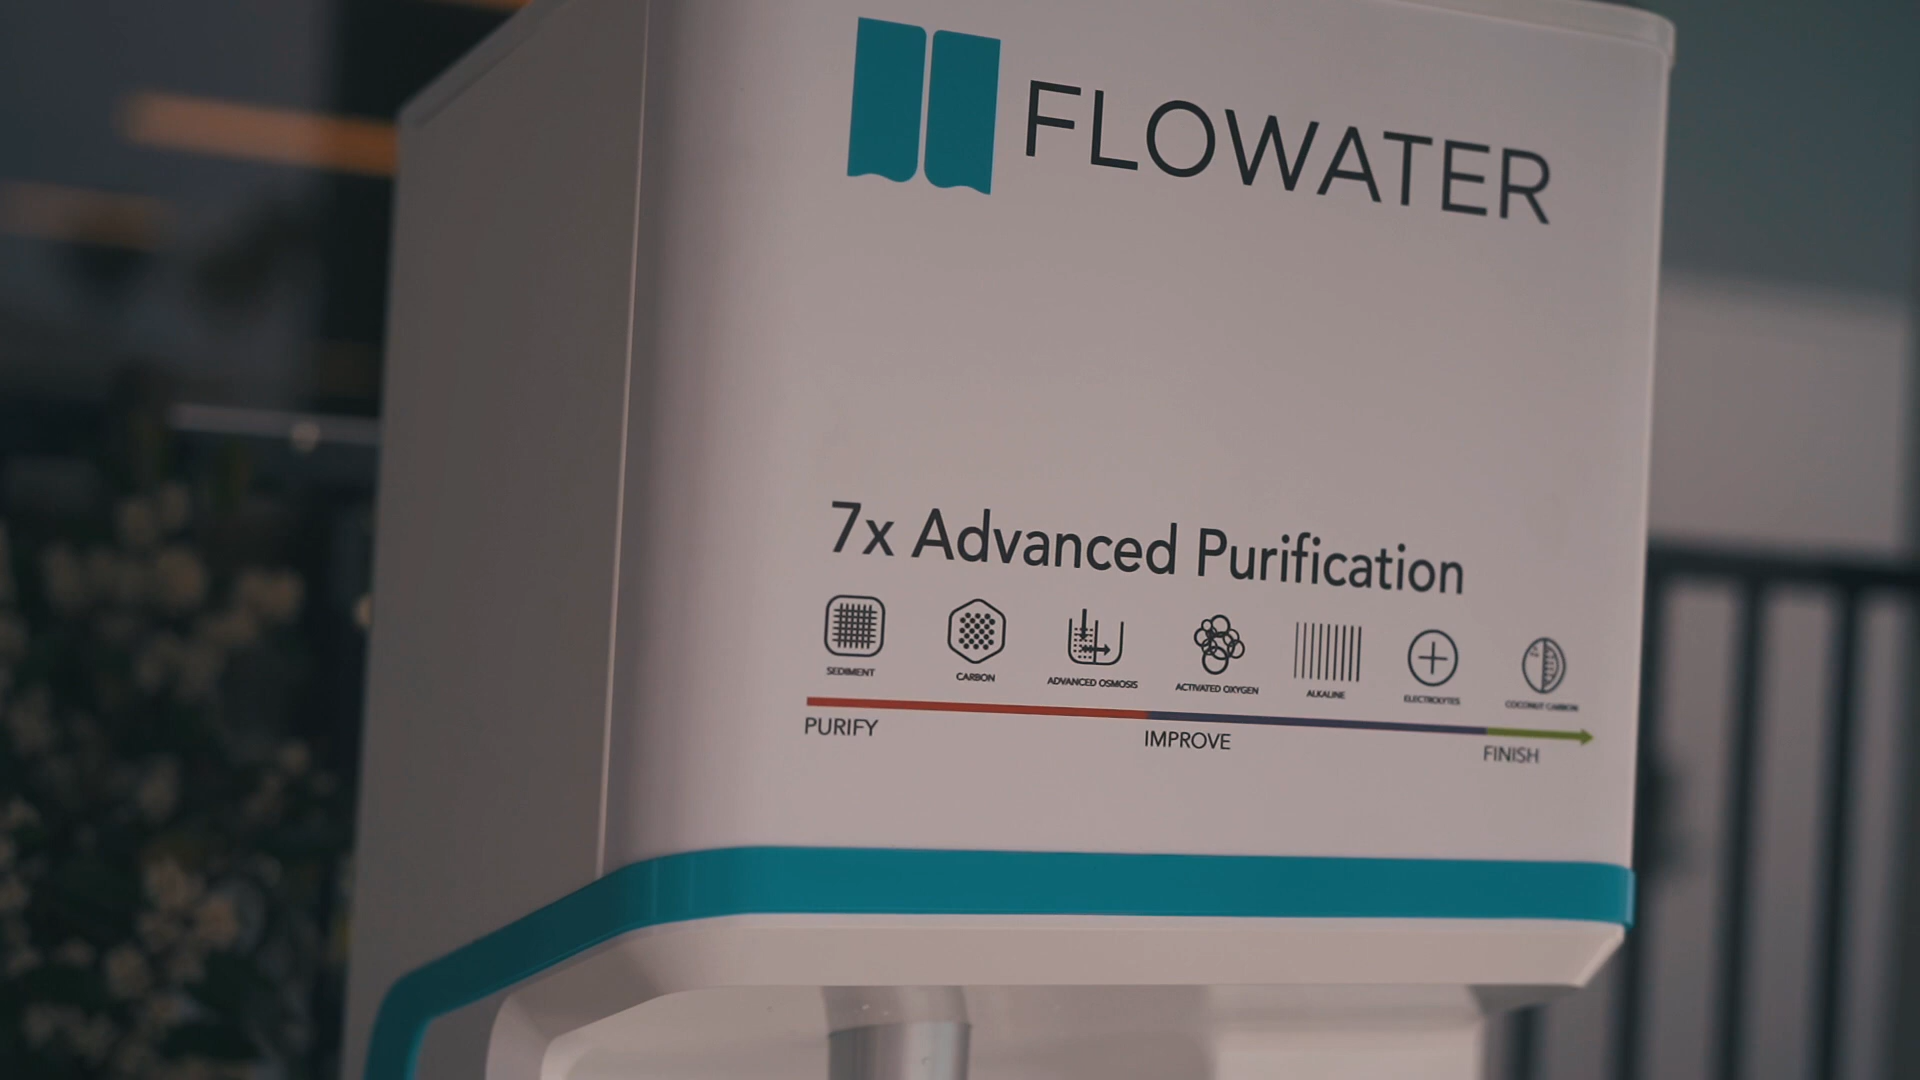 FLOWATER
7x Advanced Purification
SEDIMENT CARBON ADVANCED OSMOSIS ACTIVATED OXYGEN ALKALINE ELECTROLYTES COCONUT CARBON
PURIFY IMPROVE FINISH